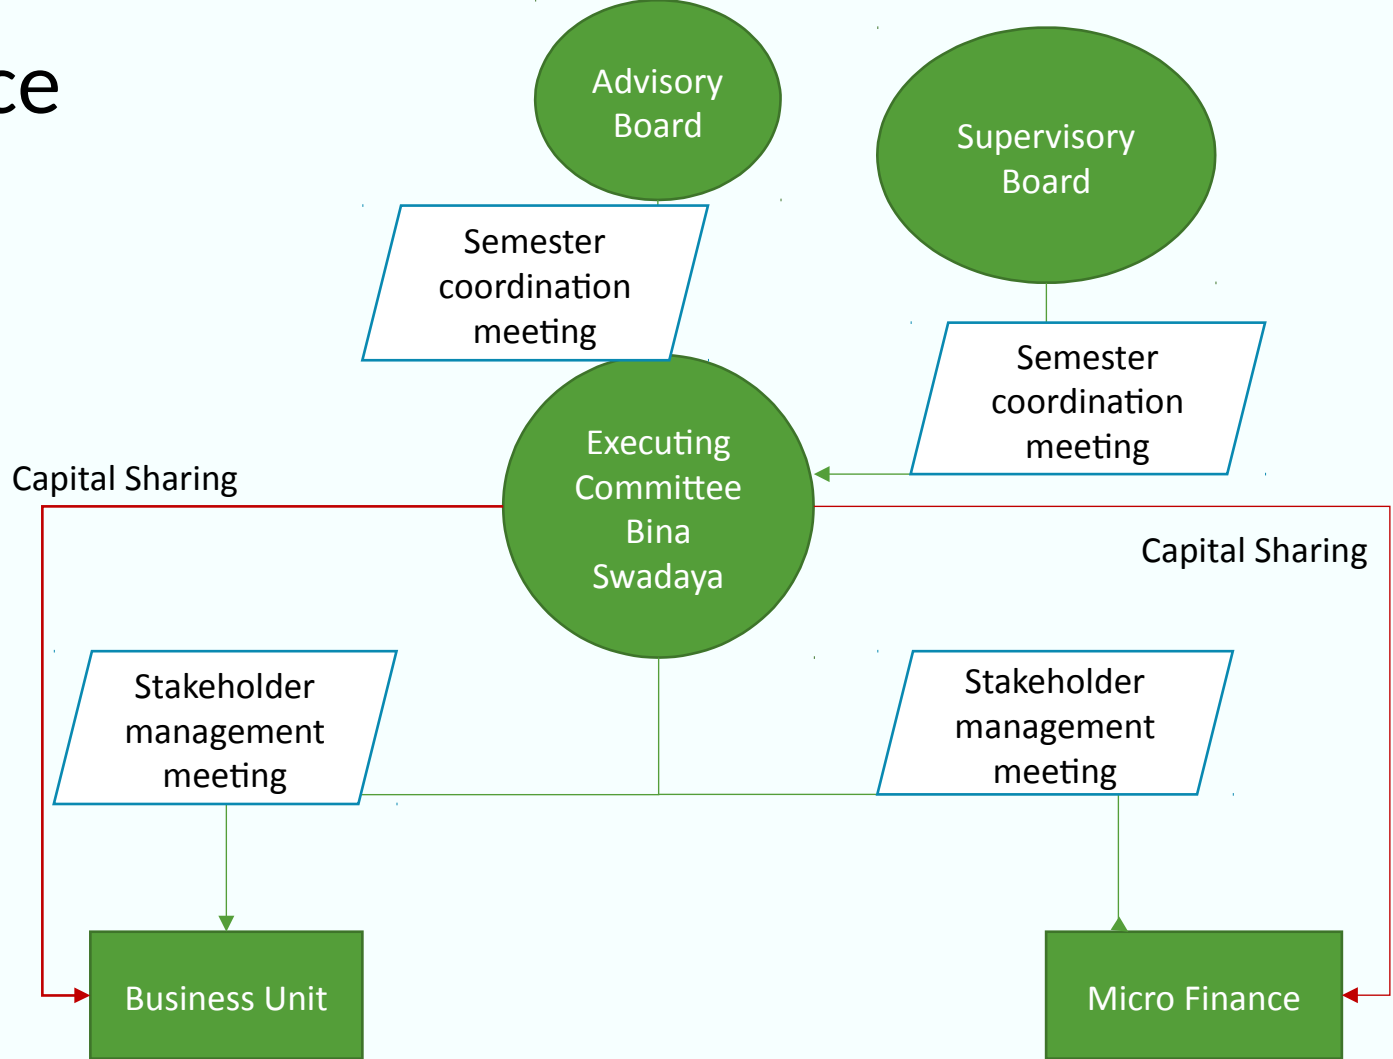 ce
Advisory
Board
Supervisory
Board
Semester
coordination
meeting
Semester
coordination
meeting
Executing
Committee
Bina
Swadaya
Capital Sharing
Capital Sharing
Stakeholder
management
meeting
Stakeholder
management
meeting
Business Unit
Micro Finance